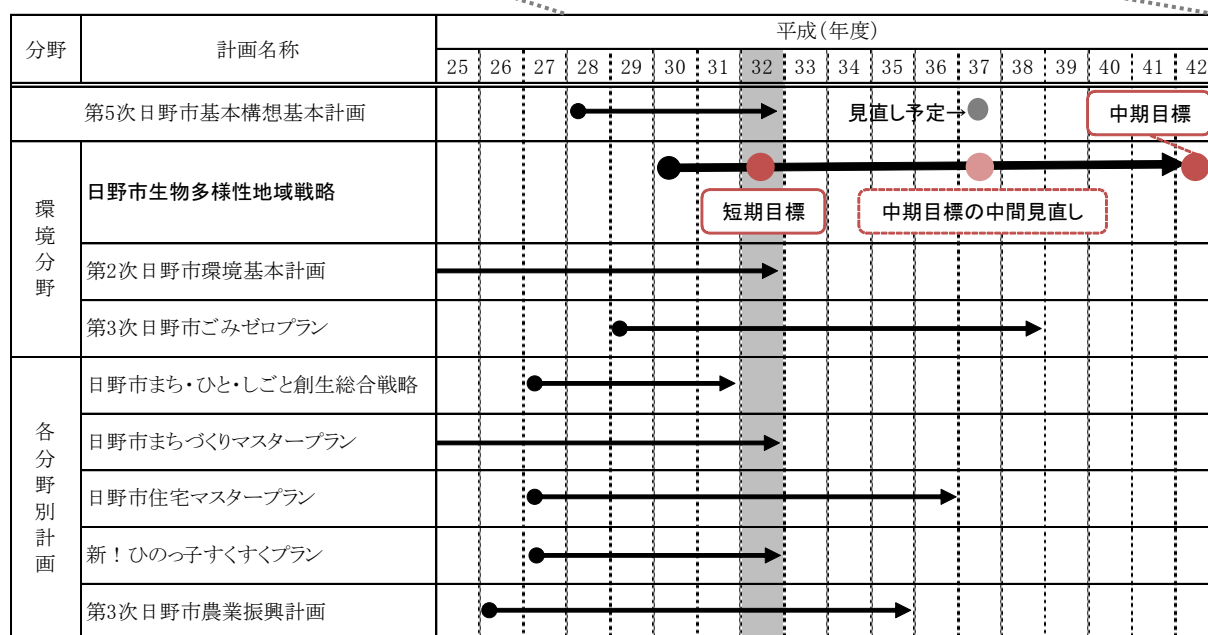 分野 計画名称 平成(年度)
25 26 27 28 29 30 31 32 33 34 35 36 37 38 39 40 41 42
第5次日野市基本構想基本計画 見直し予定→
中期目標
環境分野
日野市生物多様性地域戦略
短期目標 中期目標の中間見直し
第2次日野市環境基本計画
第3次日野市ごみゼロプラン
各分野別計画
日野市まち・ひと・しごと創生総合戦略
日野市まちづくりマスタープラン
日野市住宅マスタープラン
新!ひのっ子すくすくプラン
第3次日野市農業振興計画